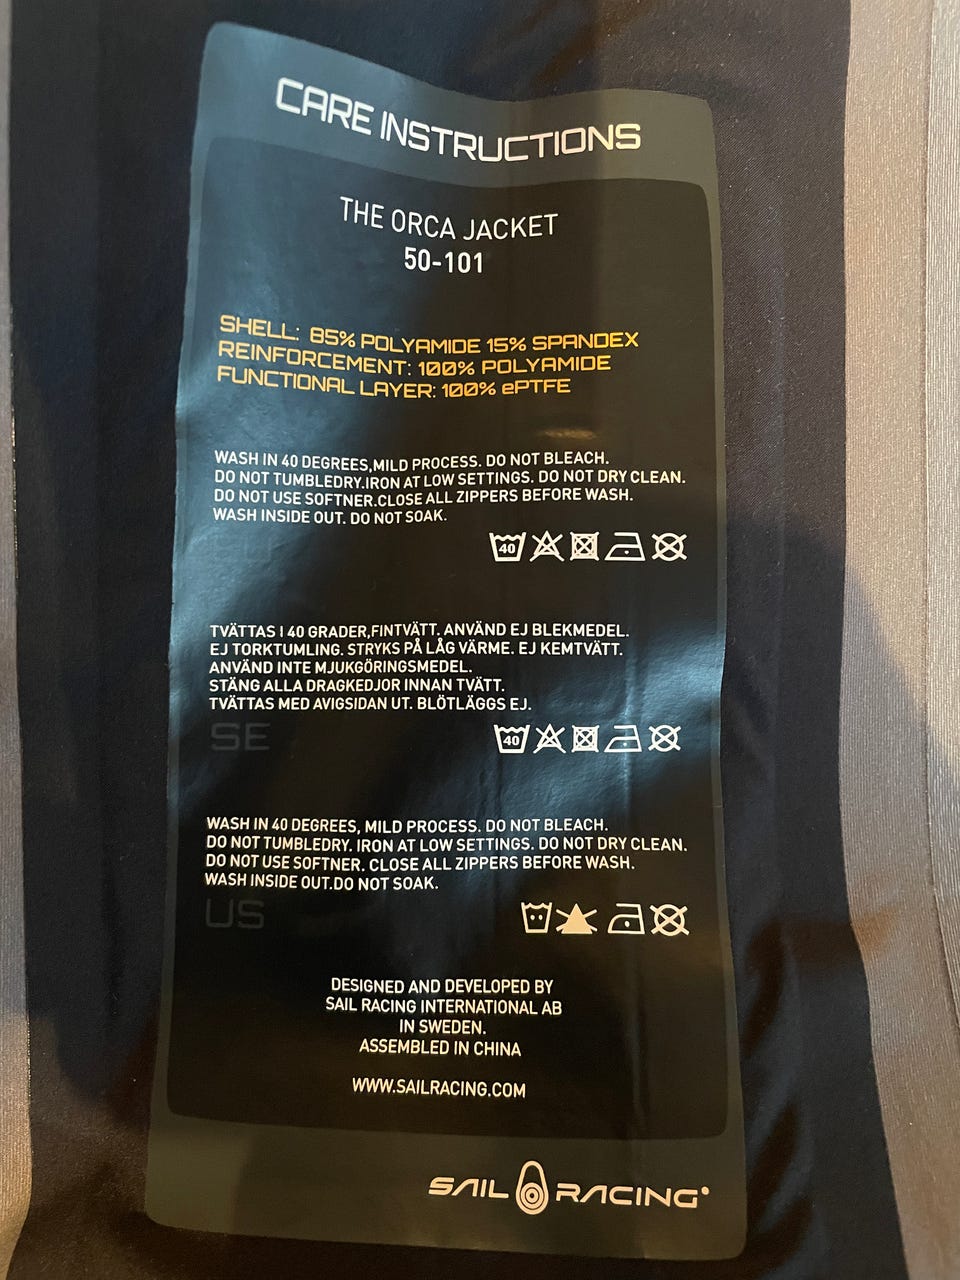 CARE INSTRUCTIONS
THE ORCA JACKET
50-101
SHELL: 85% POLYAMIDE 15% SPANDEX
REINFORCEMENT: 100% POLYAMIDE
FUNCTIONAL LAYER: 100% ePTFE
WASH IN 40 DEGREES,MILD PROCESS. DO NOT BLEACH.
DO NOT TUMBLEDRY.IRON AT LOW SETTINGS. DO NOT DRY CLEAN.
DO NOT USE SOFTNER.CLOSE ALL ZIPPERS BEFORE WASH.
WASH INSIDE OUT. DO NOT SOAK.
40
TVÄTTAS I 40 GRADER,FINTVÄTT. ANVÄND EJ BLEKMEDEL.
EJ TORKTUMLING. STRYKS PÅ LÅG VÄRME. EJ KEMTVÄTT.
ANVÄND INTE MJUKGÖRINGSMEDEL.
STÄNG ALLA DRAGKEDJOR INNAN TVÄTT.
TVÄTTAS MED AVIGSIDAN UT. BLÖTLÄGGS EJ.
SE
40
WASH IN 40 DEGREES, MILD PROCESS. DO NOT BLEACH.
DO NOT TUMBLEDRY. IRON AT LOW SETTINGS. DO NOT DRY CLEAN.
DO NOT USE SOFTNER. CLOSE ALL ZIPPERS BEFORE WASH.
WASH INSIDE OUT.DO NOT SOAK.
US
DESIGNED AND DEVELOPED BY
SAIL RACING INTERNATIONAL AB
IN SWEDEN.
ASSEMBLED IN CHINA
WWW.SAILRACING.COM
SAIL RACING